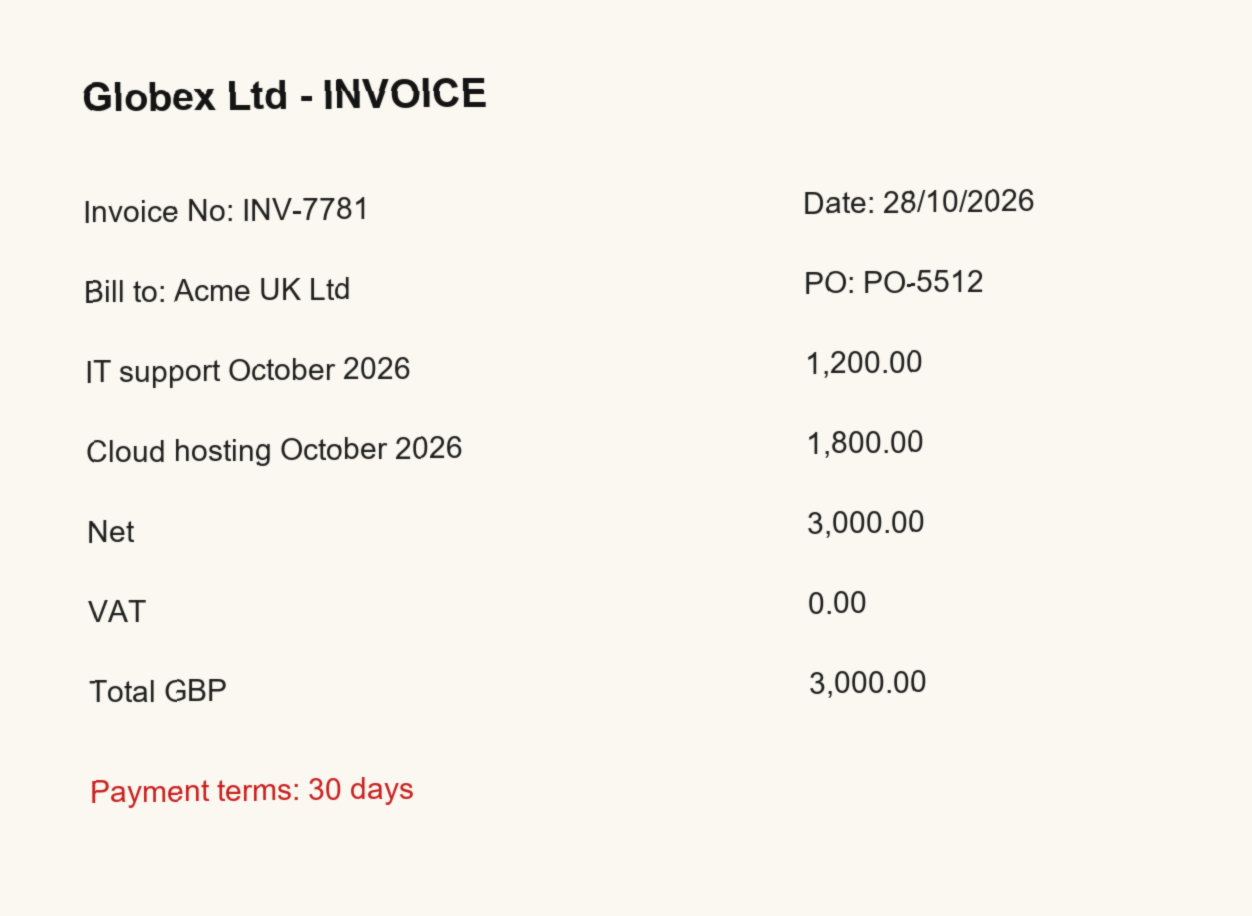 Globex Ltd - INVOICE
Invoice No: INV-7781 Date: 28/10/2026
Bill to: Acme UK Ltd PO: PO-5512
IT support October 2026 1,200.00
Cloud hosting October 2026 1,800.00
Net 3,000.00
VAT 0.00
Total GBP 3,000.00
Payment terms: 30 days